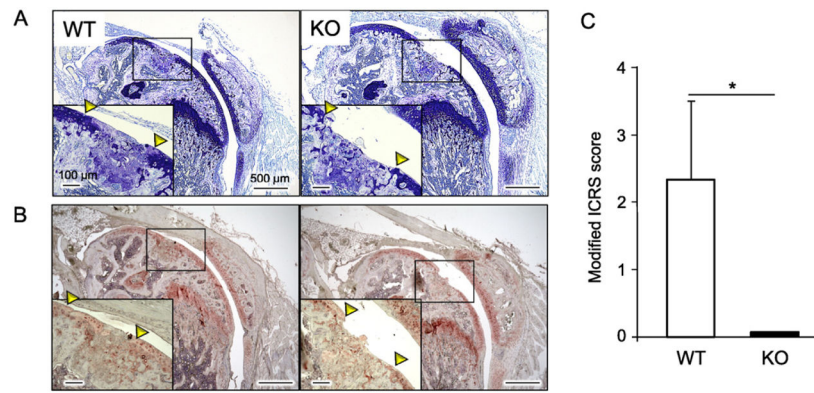 A
WT
KO
100 µm
500 µm
B
C
Modified ICRS score
4
3
2
1
0
*
WT
KO